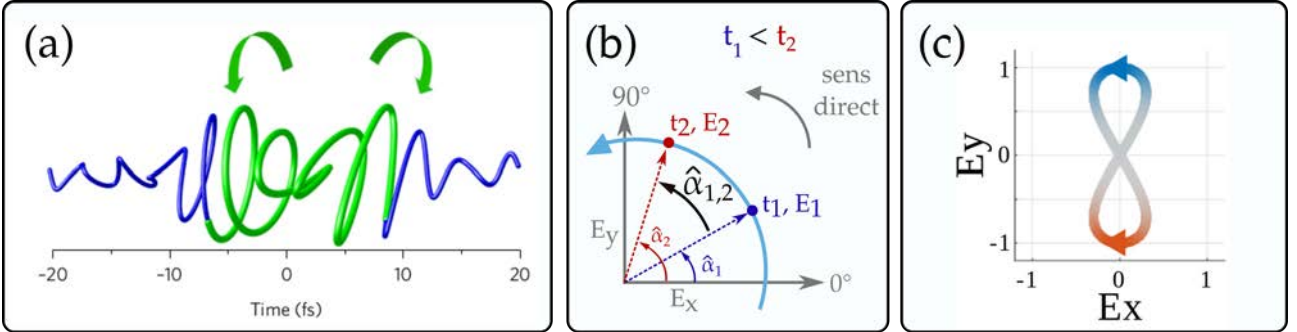 (a)
-20
-10
0
10
20
Time (fs)
(b)
t1 < t2
sens
direct
90°
t2, E2
α̂1,2
t1, E1
Ey
α̂2
α̂1
Ex
0°
(c)
1
0
-1
Ey
-1
0
1
Ex